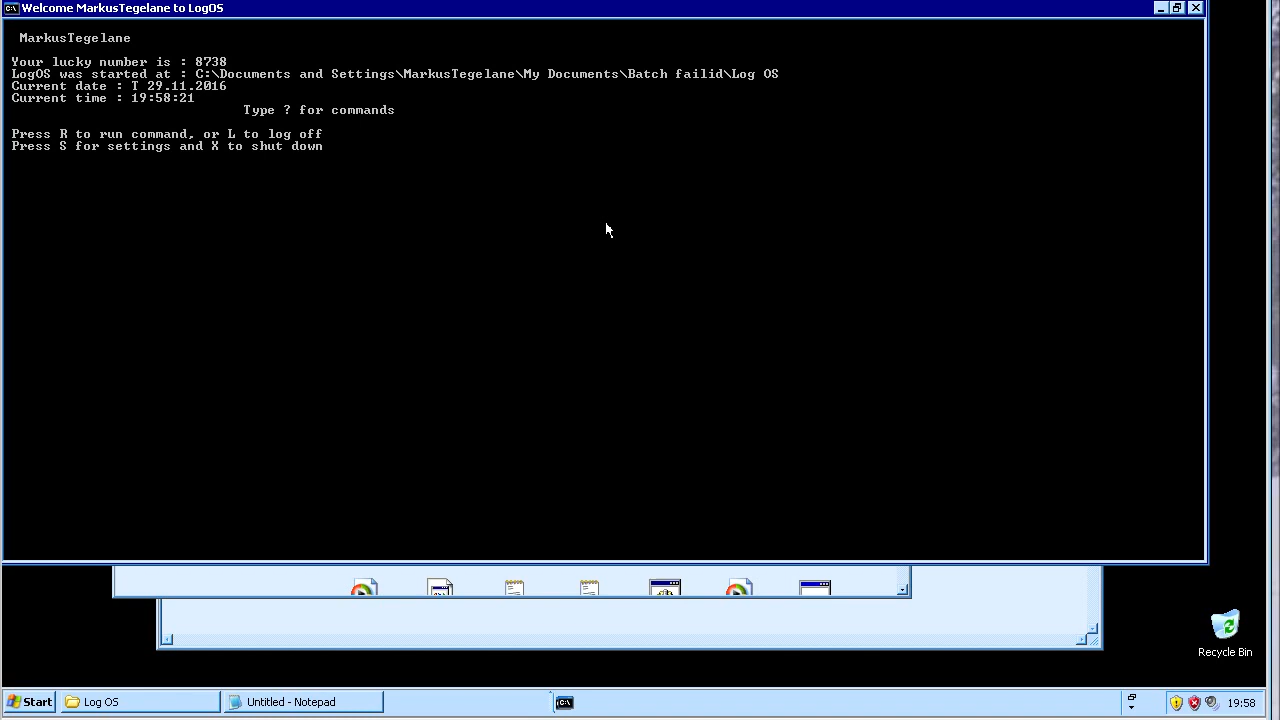 Welcome MarkusTegelane to LogOS
MarkusTegelane
Your lucky number is : 8738
LogOS was started at : C:\Documents and Settings\MarkusTegelane\My Documents\Batch failid\Log OS
Current date : T 29.11.2016
Current time : 19:58:21
Type ? for commands
Press R to run command, or L to log off
Press S for settings and X to shut down
Recycle Bin
Start
Log OS
Untitled - Notepad
19:58